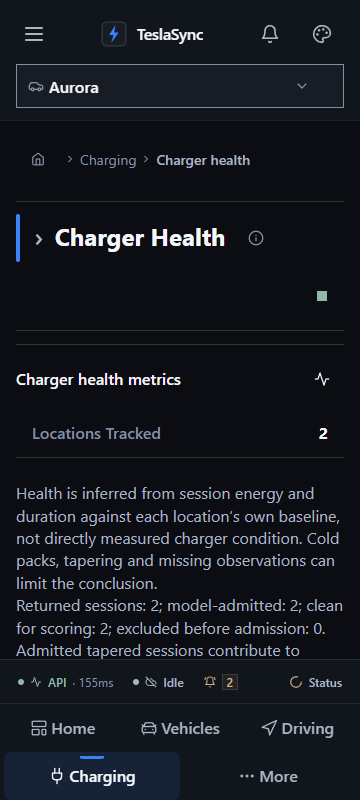 TeslaSync
Aurora
Charging
Charger health
Charger Health
Charger health metrics
Locations Tracked
2
Health is inferred from session energy and
duration against each location's own baseline,
not directly measured charger condition. Cold
packs, tapering and missing observations can
limit the conclusion.
Returned sessions: 2; model-admitted: 2; clean
for scoring: 2; excluded before admission: 0.
Admitted tapered sessions contribute to
API · 155ms
Idle
2
Status
Home
Vehicles
Driving
Charging
More